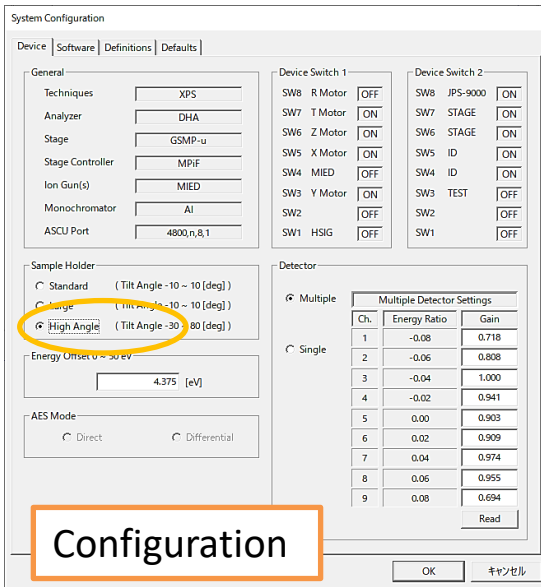 System Configuration
Device Software Definitions Defaults
General
Techniques XPS
Analyzer DHA
Stage GSMP-u
Stage Controller MPiF
Ion Gun(s) MIED
Monochromator Al
ASCU Port 4800,n,8,1
Device Switch 1
SW8 R Motor OFF
SW7 T Motor ON
SW6 Z Motor ON
SW5 X Motor ON
SW4 MIED OFF
SW3 Y Motor ON
SW2 OFF
SW1 HSIG OFF
Device Switch 2
SW8 JPS-9000 ON
SW7 STAGE ON
SW6 STAGE ON
SW5 ID ON
SW4 ID ON
SW3 TEST OFF
SW2 OFF
SW1 OFF
Sample Holder
Standard ( Tilt Angle -10 ~ 10 [deg] )
Large ( Tilt Angle -10 ~ 10 [deg] )
High Angle ( Tilt Angle -30 ~ 80 [deg] )
Energy Offset 0 ~ 50 eV
4.375 [eV]
AES Mode
Direct Differential
Detector
Multiple
Single
Multiple Detector Settings
Ch. Energy Ratio Gain
1 -0.08 0.718
2 -0.06 0.808
3 -0.04 1.000
4 -0.02 0.941
5 0.00 0.903
6 0.02 0.909
7 0.04 0.974
8 0.06 0.955
9 0.08 0.694
Read
Configuration
OK キャンセル